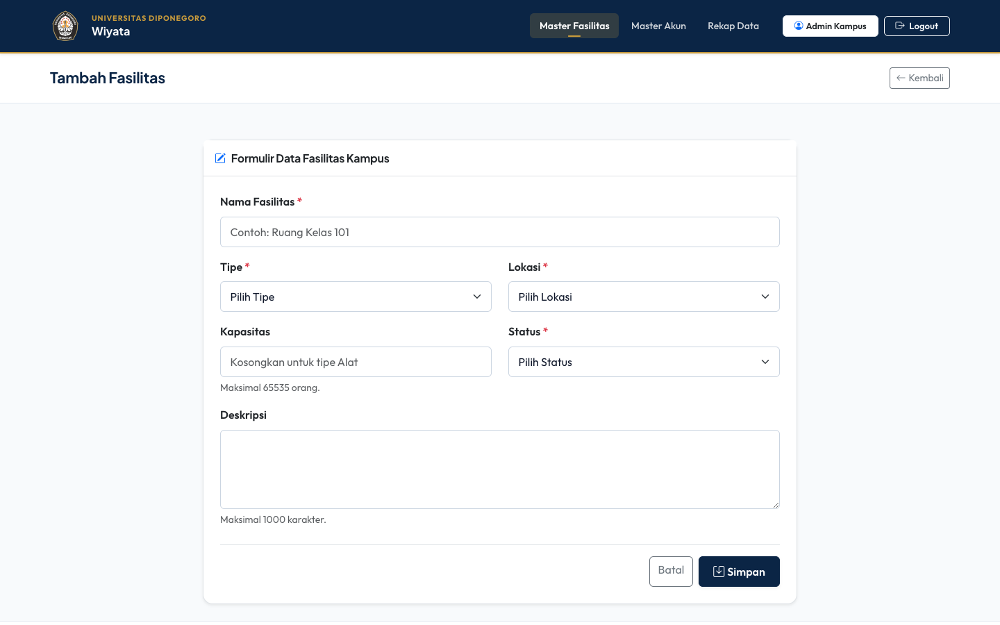 UNIVERSITAS DIPONEGORO
Wiyata
Master Fasilitas
Master Akun
Rekap Data
Admin Kampus
Logout
Tambah Fasilitas
← Kembali
Formulir Data Fasilitas Kampus
Nama Fasilitas *
Contoh: Ruang Kelas 101
Tipe *
Lokasi *
Pilih Tipe
Pilih Lokasi
Kapasitas
Status *
Kosongkan untuk tipe Alat
Pilih Status
Maksimal 65535 orang.
Deskripsi
Maksimal 1000 karakter.
Batal
Simpan